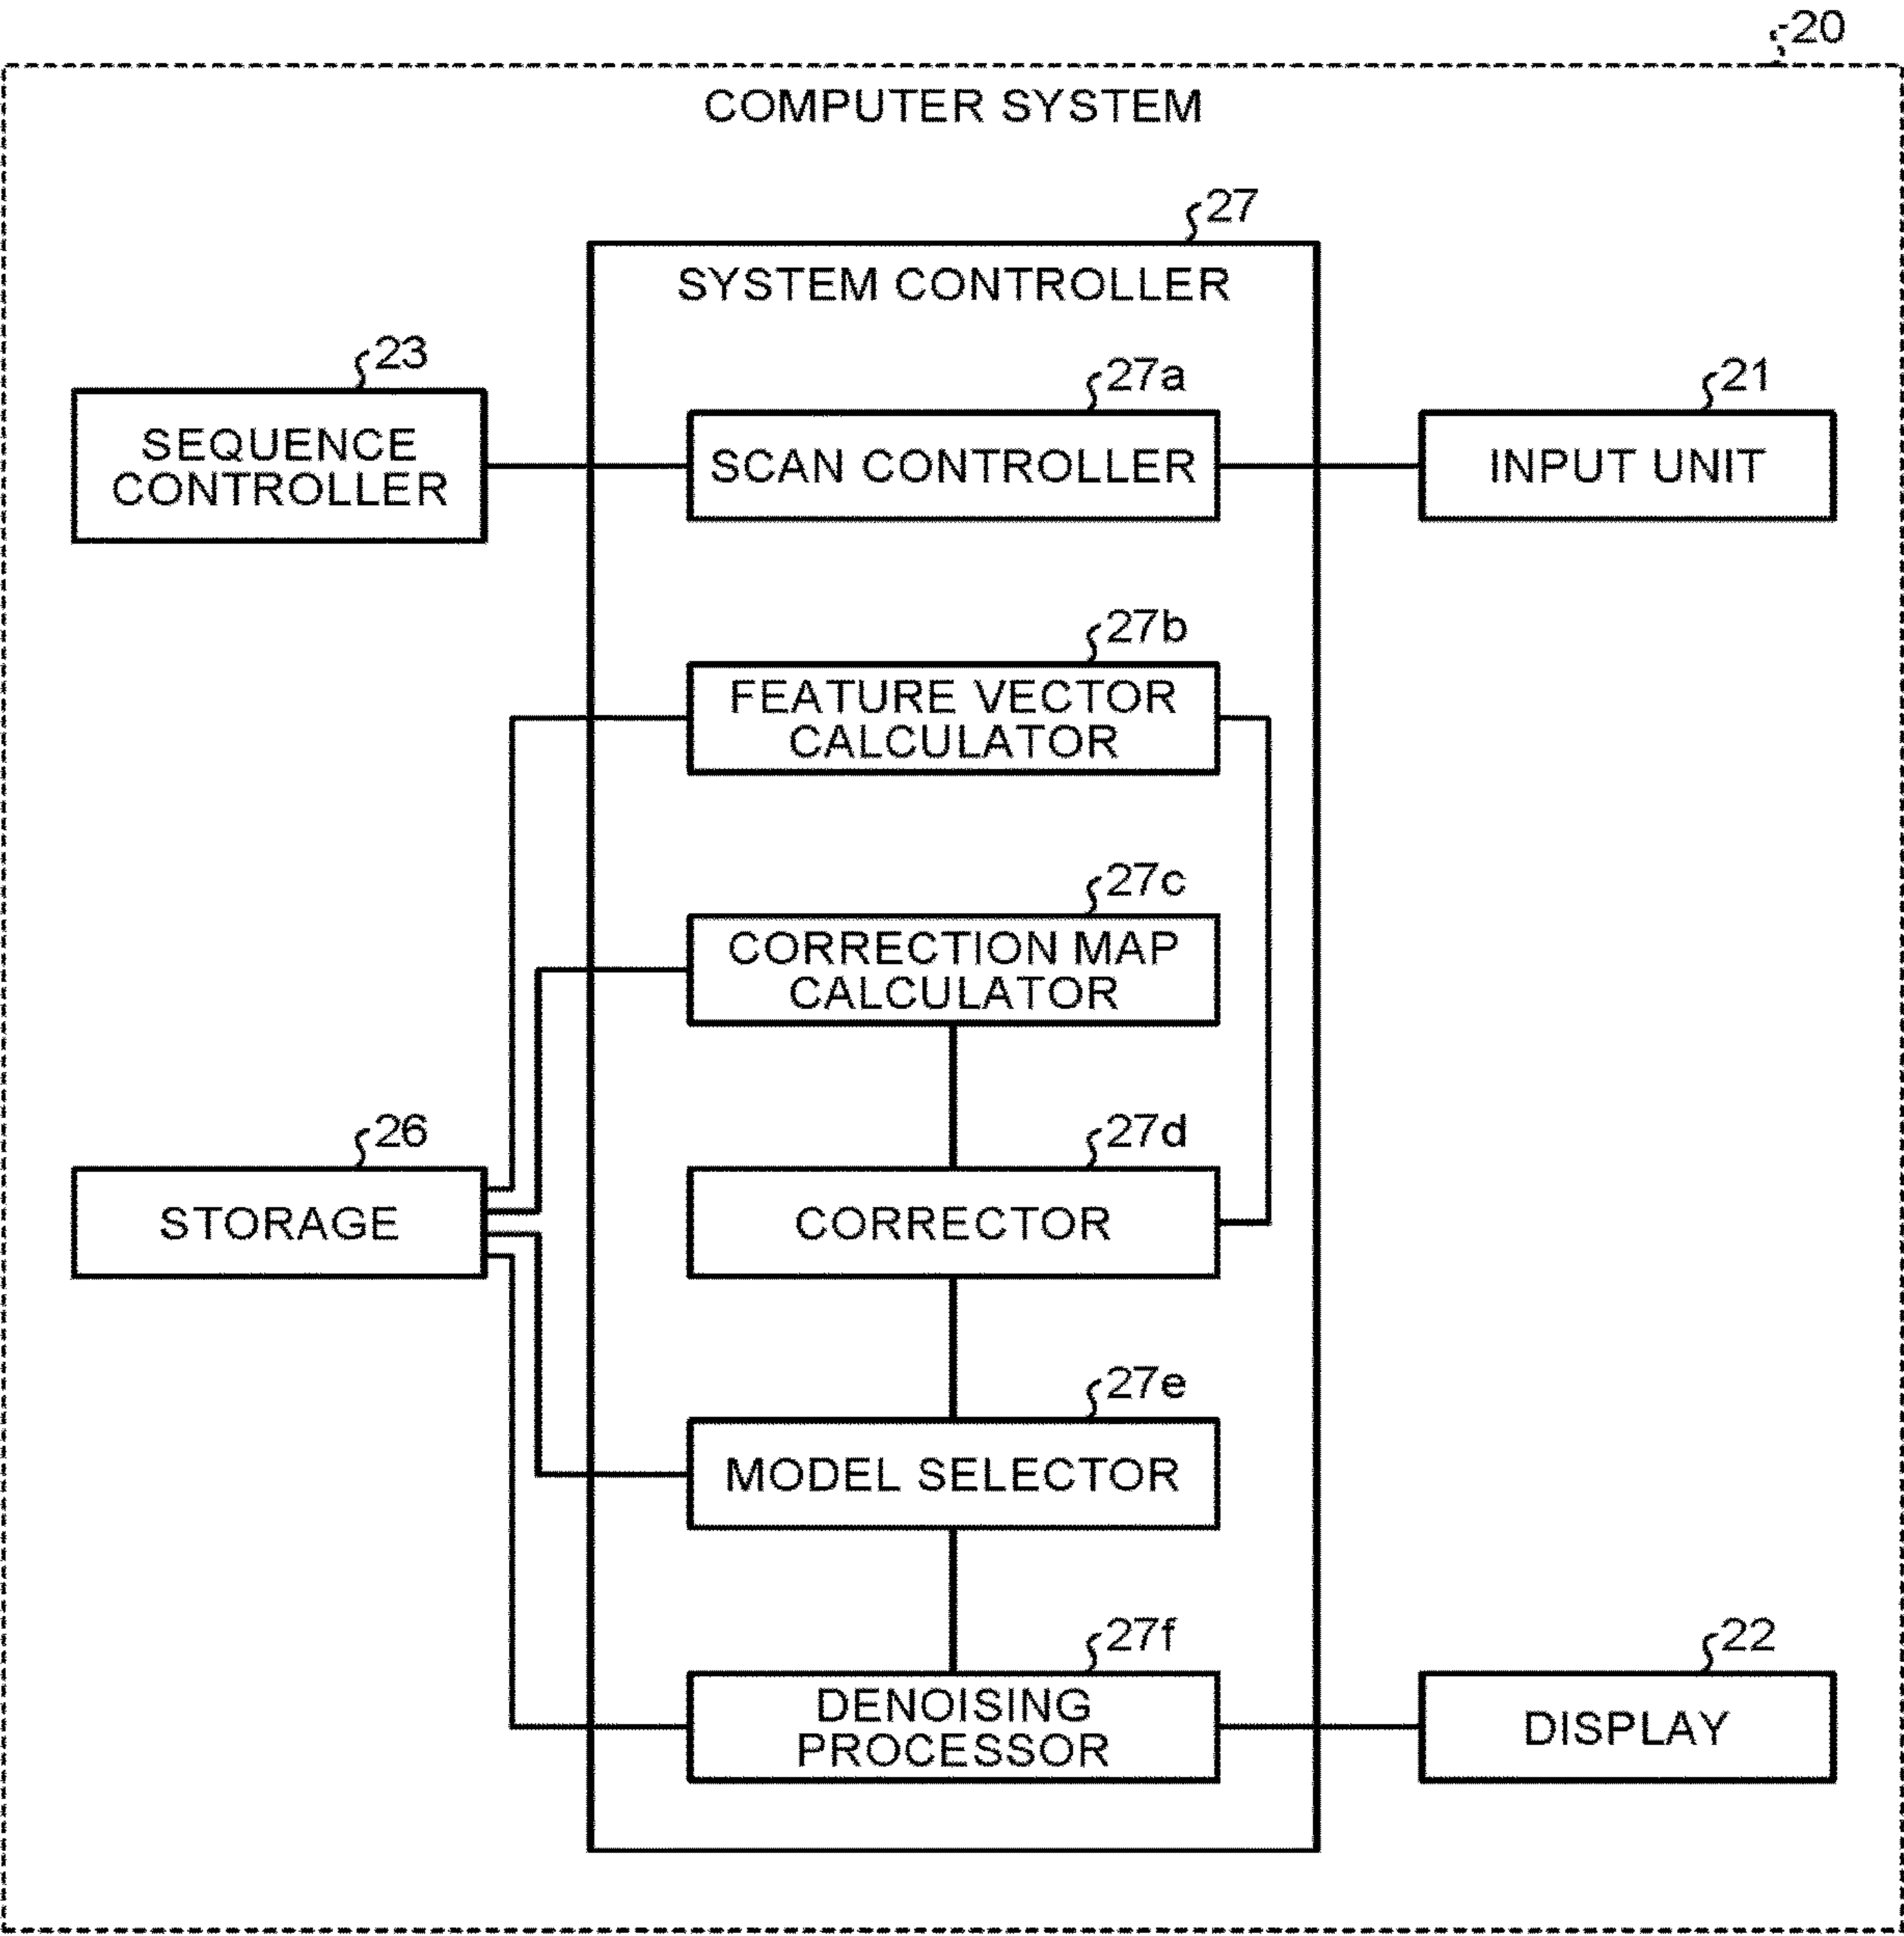 20
COMPUTER SYSTEM
27
SYSTEM CONTROLLER
23
SEQUENCE
CONTROLLER
27a
SCAN CONTROLLER
21
INPUT UNIT
27b
FEATURE VECTOR
CALCULATOR
27c
CORRECTION MAP
CALCULATOR
26
STORAGE
27d
CORRECTOR
27e
MODEL SELECTOR
27f
DENOISING
PROCESSOR
22
DISPLAY